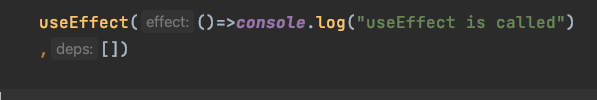 useEffect( effect: ()=>console.log("useEffect is called")
, deps: [])